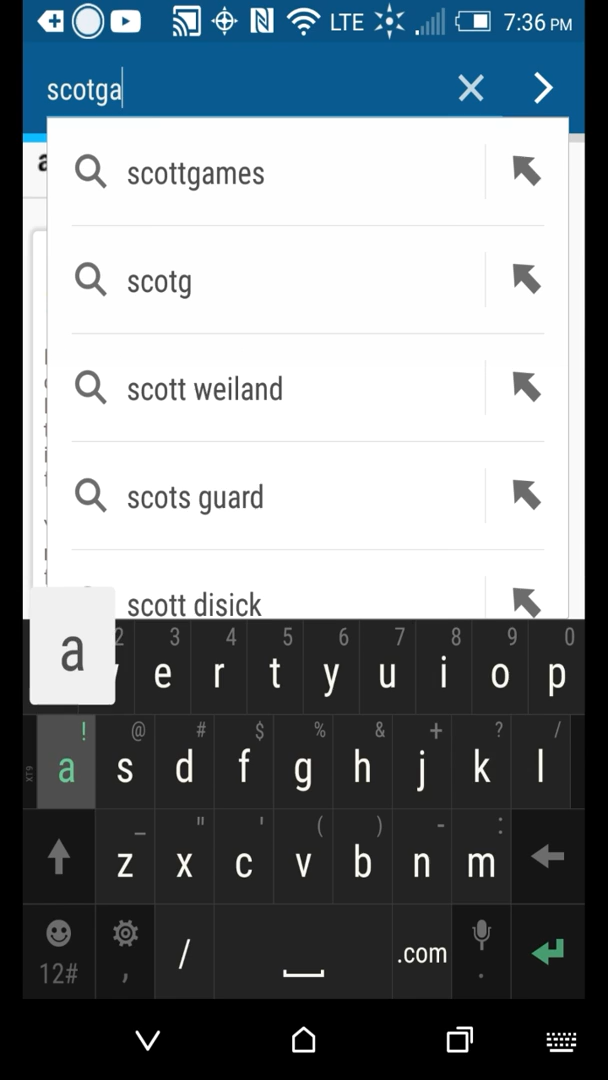 LTE 7:36 PM
scotga
scottgames
scotg
scott weiland
scots guard
scott disick
a
2 3 4 5 6 7 8 9 0
e r t y u i o p
! @ # $ % & + ? /
XT9 a s d f g h j k l
_ " ' ( ) - :
z x c v b n m
12# , / .com .